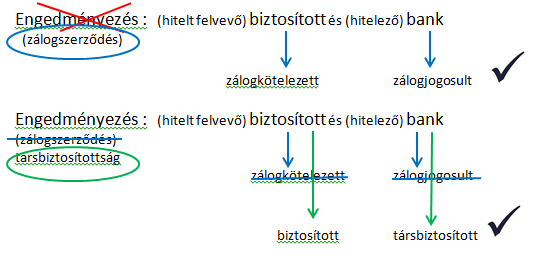 Engedményezés : (hitelt felvevő) biztosított és (hitelező) bank
(zálogszerződés)
zálogkötelezett zálogjogosult
Engedményezés : (hitelt felvevő) biztosított és (hitelező) bank
(zálogszerződés)
társbiztosítottság
zálogkötelezett zálogjogosult
biztosított társbiztosított